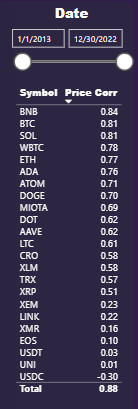 Date
1/1/2013 12/30/2022
Symbol Price Corr
BNB 0.84
BTC 0.81
SOL 0.81
WBTC 0.78
ETH 0.77
ADA 0.76
ATOM 0.71
DOGE 0.70
MIOTA 0.69
DOT 0.62
AAVE 0.62
LTC 0.61
CRO 0.58
XLM 0.58
TRX 0.57
XRP 0.51
XEM 0.23
LINK 0.22
XMR 0.16
EOS 0.10
USDT 0.03
UNI 0.01
USDC -0.30
Total 0.88